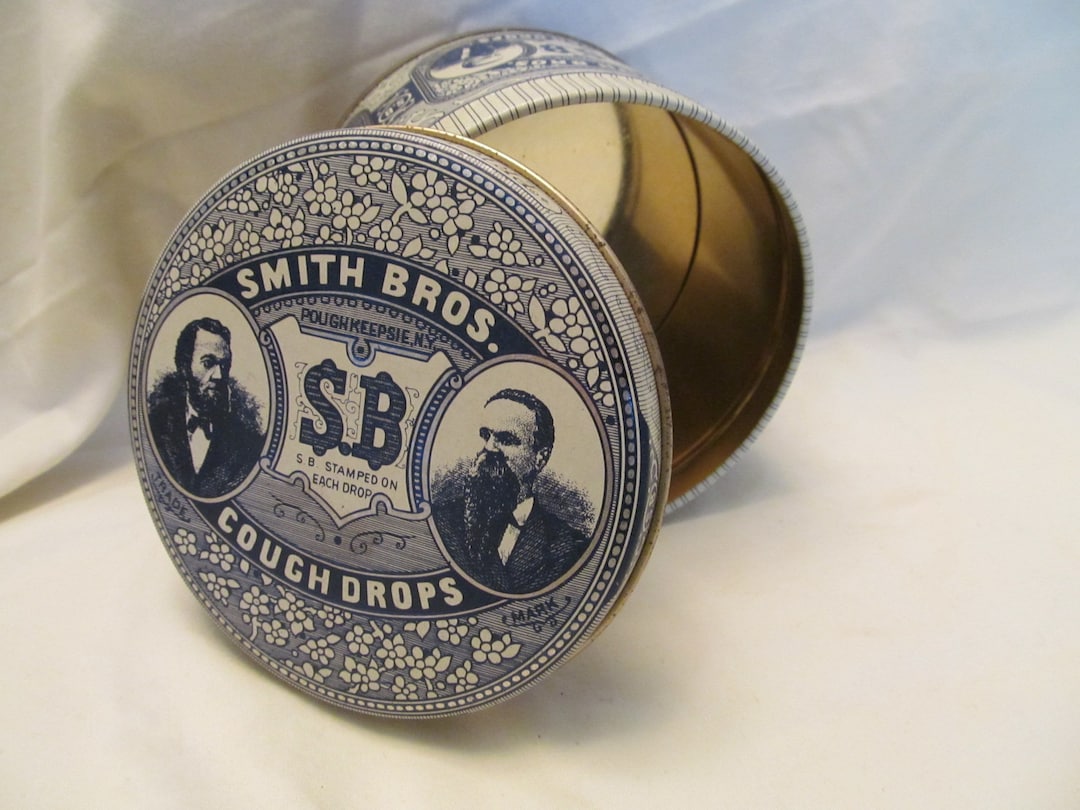 SMITH BROS.
POUGHKEEPSIE, N.Y.
S.B
S B. STAMPED ON
EACH DROP
TRADE
MARK
COUGH DROPS